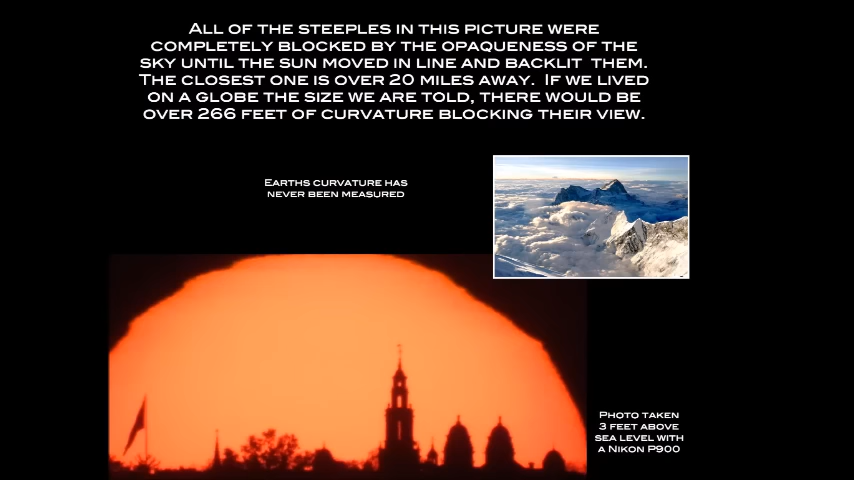 ALL OF THE STEEPLES IN THIS PICTURE WERE
COMPLETELY BLOCKED BY THE OPAQUENESS OF THE
SKY UNTIL THE SUN MOVED IN LINE AND BACKLIT THEM.
THE CLOSEST ONE IS OVER 20 MILES AWAY. IF WE LIVED
ON A GLOBE THE SIZE WE ARE TOLD, THERE WOULD BE
OVER 266 FEET OF CURVATURE BLOCKING THEIR VIEW.
EARTHS CURVATURE HAS
NEVER BEEN MEASURED
PHOTO TAKEN
3 FEET ABOVE
SEA LEVEL WITH
A NIKON P900